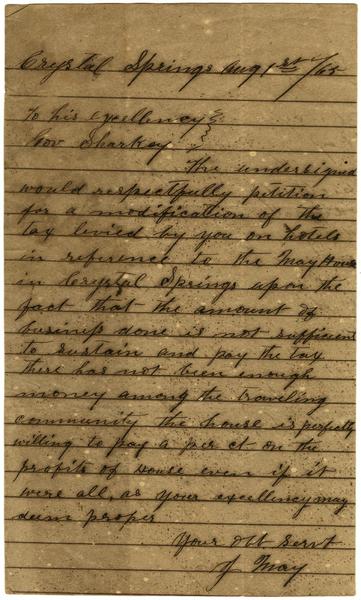 Crystal Springs Aug 1st /65
To his excellency
Gov Sharkey
The undersigned
would respectfully petition
for a modification of the
tax levied by you on hotels
in reference to the May House
in Crystal Springs upon the
fact that the amount of
business done is not sufficient
to sustain and pay the tax
there has not been enough
money among the traveling
community the house is perfectly
willing to pay a per ct on the
profits of House even if it
were all, as your excellency may
deem proper
Your Obt Servt
J May